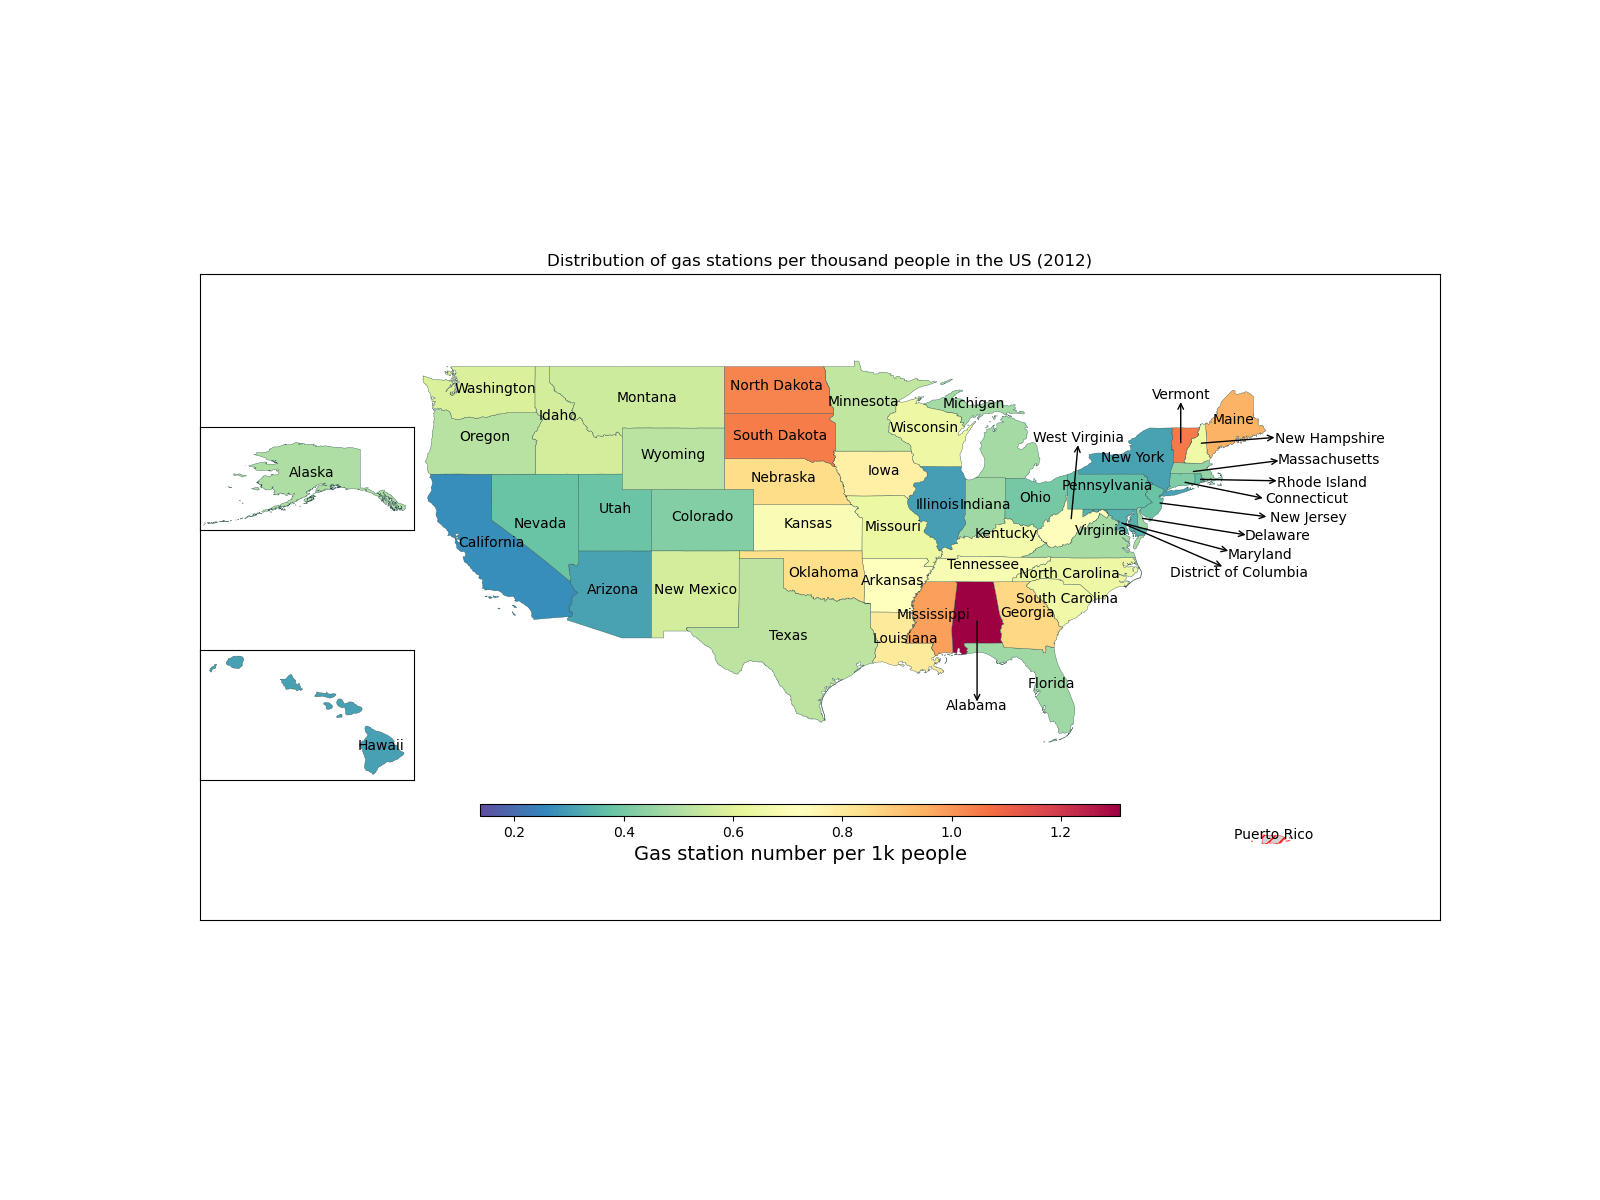 Distribution of gas stations per thousand people in the US (2012)
Washington
Montana
North Dakota
Minnesota
Michigan
Vermont
Maine
Idaho
Oregon
South Dakota
Wisconsin
West Virginia
New York
New Hampshire
Massachusetts
Wyoming
Alaska
Nebraska
Iowa
Rhode Island
Pennsylvania
Connecticut
Ohio
Illinois
Indiana
Utah
Colorado
New Jersey
Nevada
Kansas
Missouri
Kentucky
Virginia
Delaware
California
Maryland
Tennessee
District of Columbia
Oklahoma
Arkansas
North Carolina
Arizona
New Mexico
South Carolina
Georgia
Mississippi
Texas
Louisiana
Florida
Alabama
Hawaii
0.2 0.4 0.6 0.8 1.0 1.2
Gas station number per 1k people
Puerto Rico